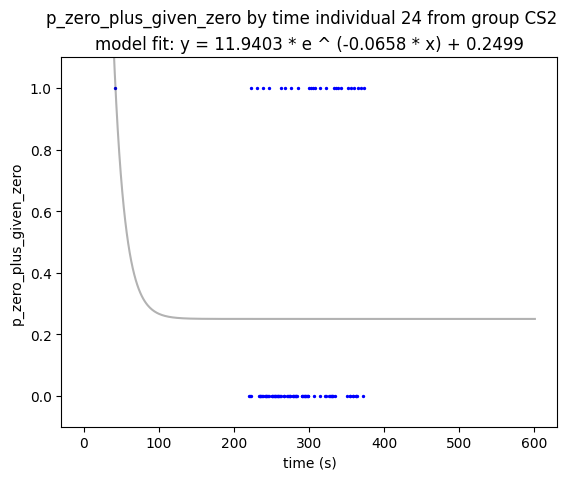 p_zero_plus_given_zero by time individual 24 from group CS2
model fit: y = 11.9403 * e ^ (-0.0658 * x) + 0.2499
1.0
0.8
0.6
0.4
0.2
0.0
p_zero_plus_given_zero
0 100 200 300 400 500 600
time (s)